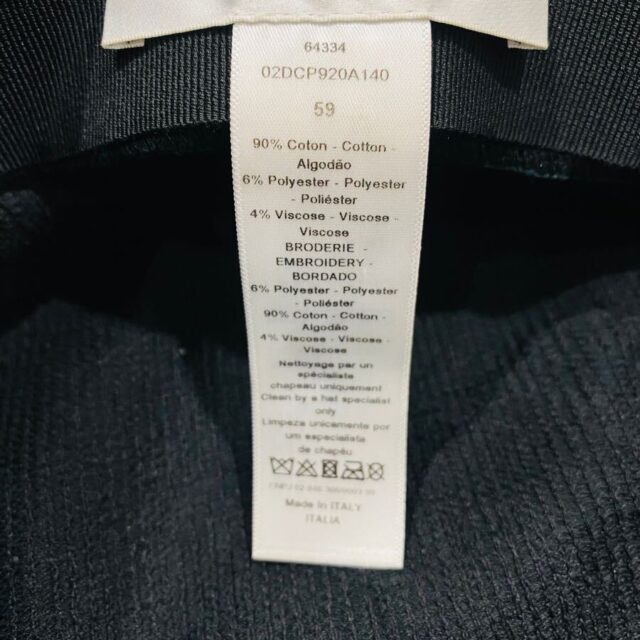 64334
02DCP920A140
59
90% Coton - Cotton -
Algodão
6% Polyester - Polyester
- Poliéster
4% Viscose - Viscose -
Viscose
BRODERIE -
EMBROIDERY -
BORDADO
6% Polyester - Polyester
- Poliéster
90% Coton - Cotton -
Algodão
4% Viscose - Viscose -
Viscose
Nettoyage par un
spécialiste
chapeau uniquement
Clean by a hat specialist
only
Limpeza unicamente por
um especialista
de chapéu
Made in ITALY
ITALIA